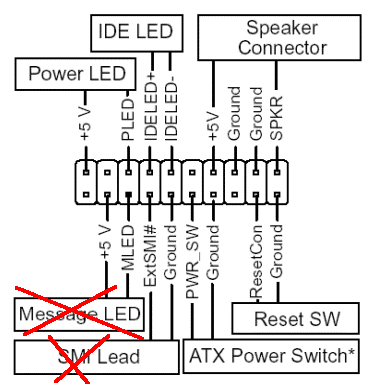 IDE LED
Speaker
Connector
Power LED
+5 V
PLED-
IDELED+
IDELED-
+5V
Ground
Ground
SPKR
+5 V
MLED
ExtSMI#
Ground
PWR_SW
Ground
ResetCon
Ground
Message LED
Reset SW
SMI Lead
ATX Power Switch*